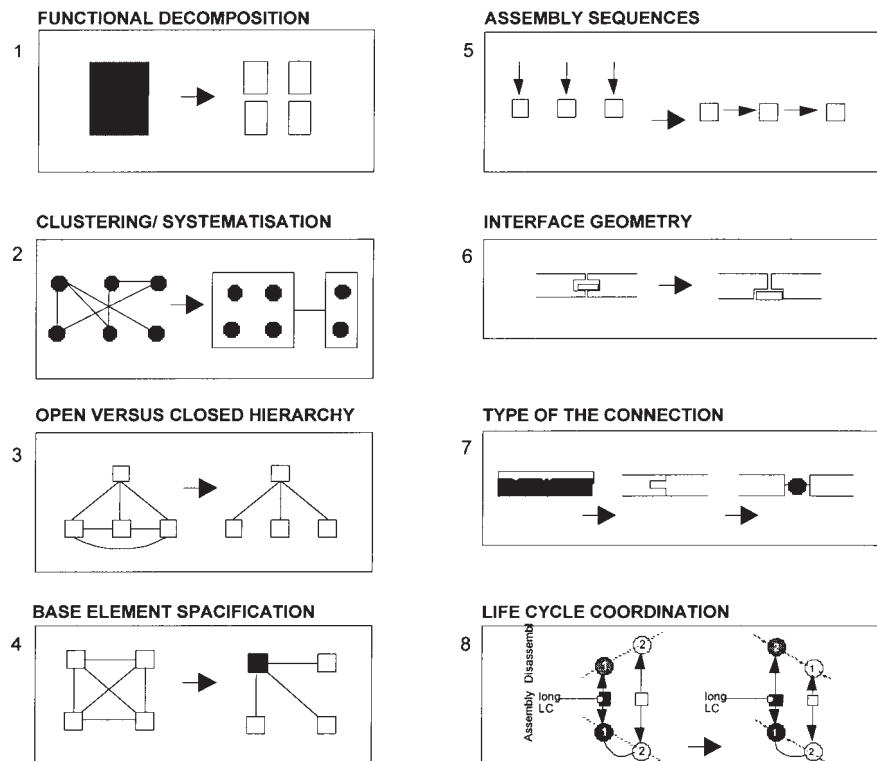 FUNCTIONAL DECOMPOSITION
1
CLUSTERING/ SYSTEMATISATION
2
OPEN VERSUS CLOSED HIERARCHY
3
BASE ELEMENT SPACIFICATION
4
ASSEMBLY SEQUENCES
5
INTERFACE GEOMETRY
6
TYPE OF THE CONNECTION
7
LIFE CYCLE COORDINATION
8
Assembly Disassembl
long
LC
2
1
1
2
long
LC
2
1
1
2